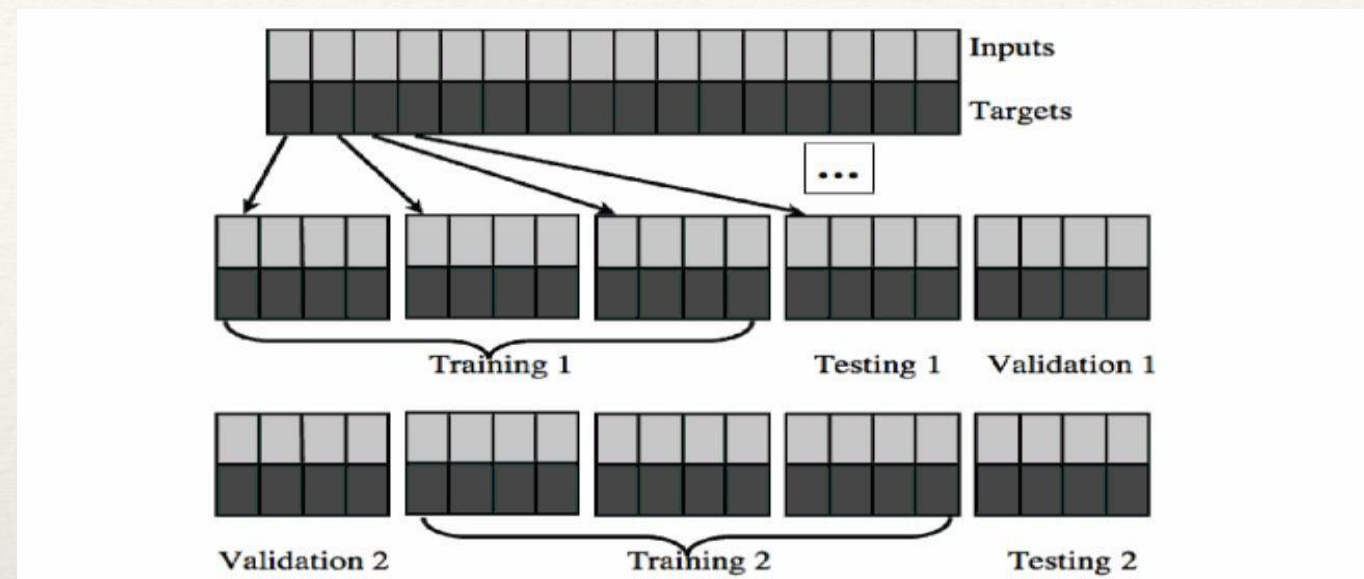 Inputs
Targets
...
Training 1
Testing 1
Validation 1
Validation 2
Training 2
Testing 2